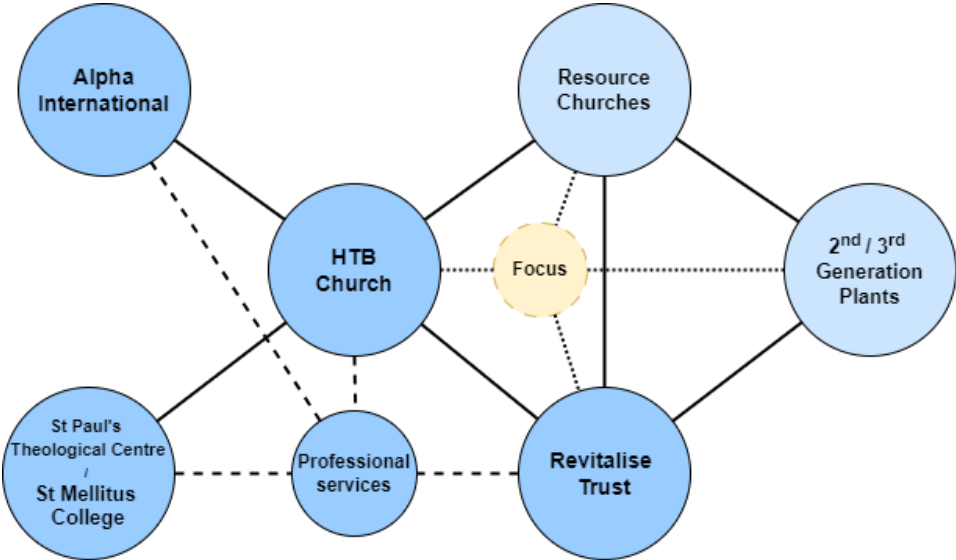 Alpha
International
Resource
Churches
HTB
Church
Focus
2nd / 3rd
Generation
Plants
St Paul's
Theological Centre
/
St Mellitus
College
Professional
services
Revitalise
Trust